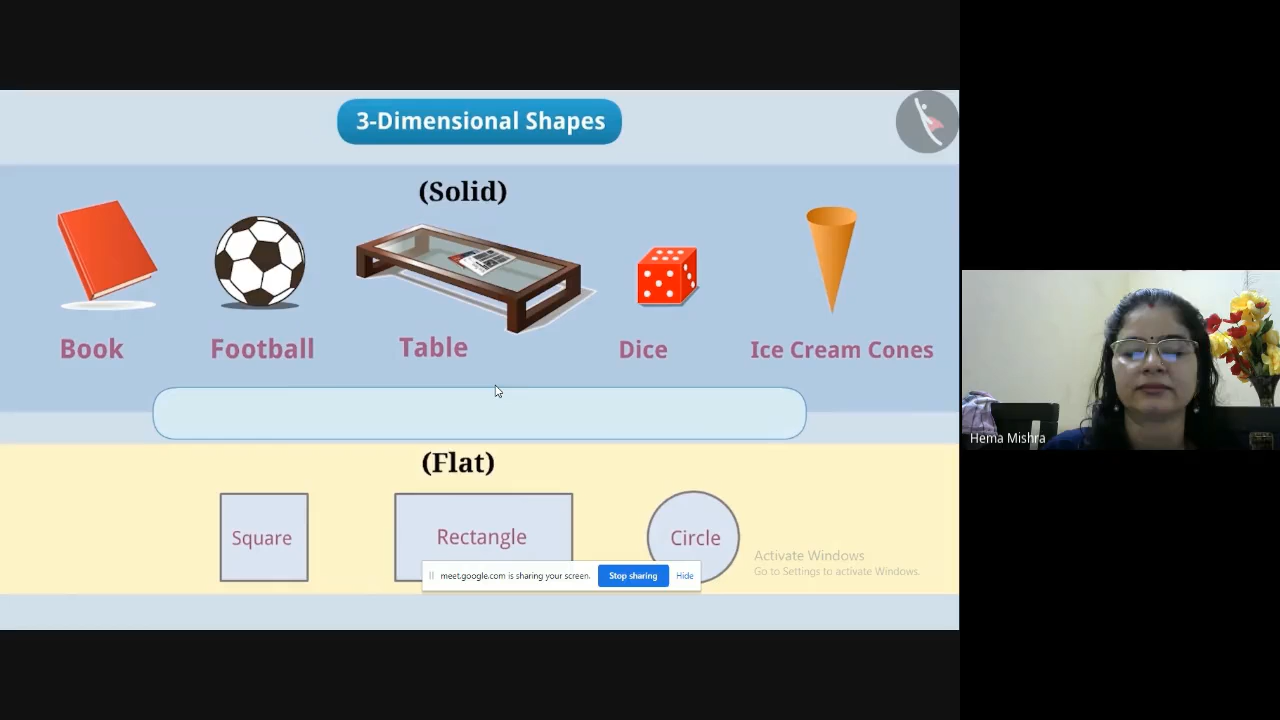 3-Dimensional Shapes
(Solid)
Book
Football
Table
Dice
Ice Cream Cones
(Flat)
Square
Rectangle
Circle
Activate Windows
Go to Settings to activate Windows.
meet.google.com is sharing your screen.
Stop sharing
Hide
Hema Mishra